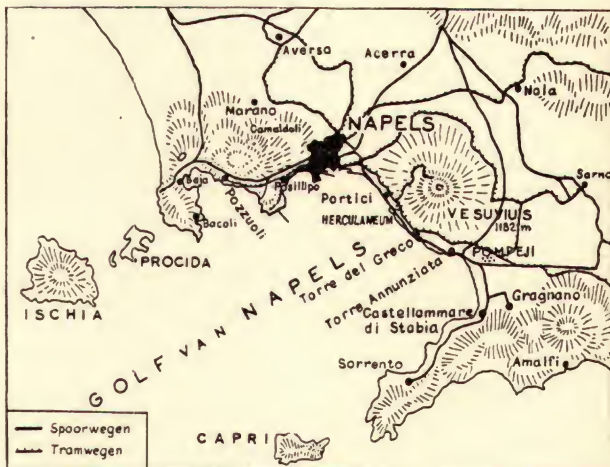 Aversa
Acerra
Nola
Marano
Camaldoli
NAPELS
Sarno
Baja
Pozzuoli
Posillipo
Portici
HERCULANEUM
VESUVIUS
1182 m
Bacoli
POMPEJI
PROCIDA
ISCHIA
GOLF VAN NAPELS
Torre del Greco
Torre Annunziata
Gragnano
Castellammare
di Stabia
Sorrento
Amalfi
CAPRI
Spoorwegen
Tramwegen